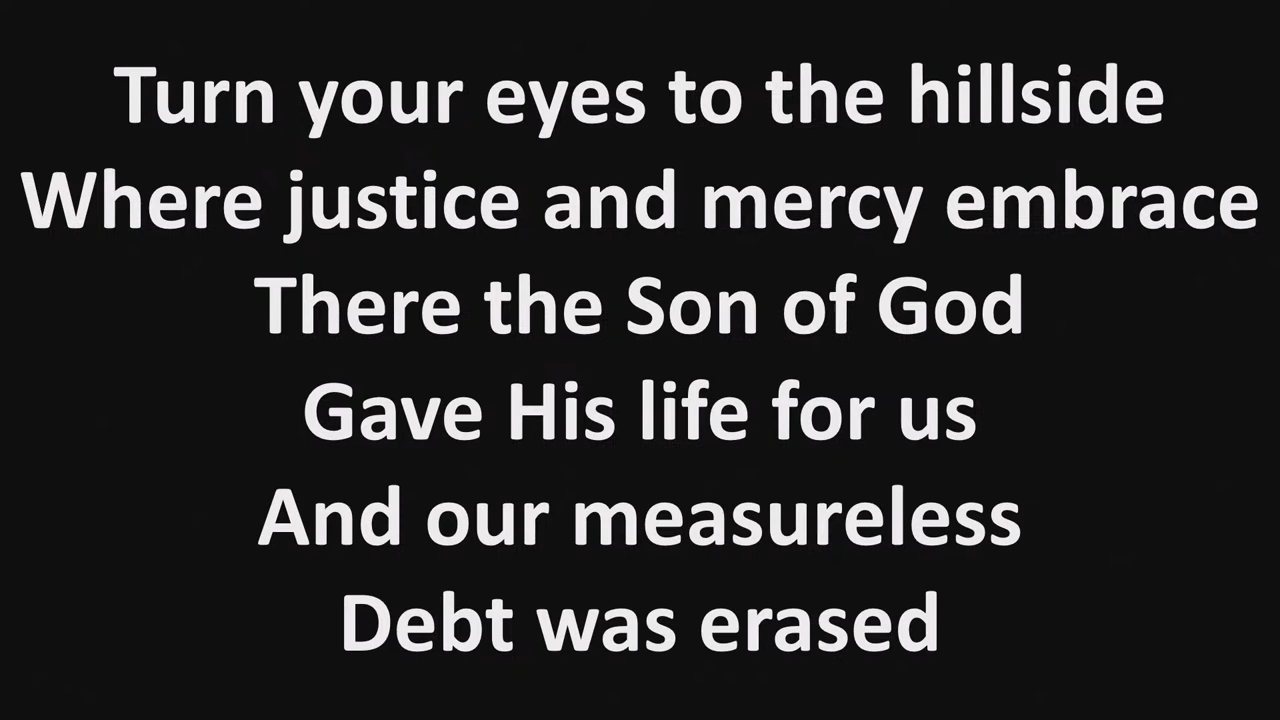 Turn your eyes to the hillside
Where justice and mercy embrace
There the Son of God
Gave His life for us
And our measureless
Debt was erased